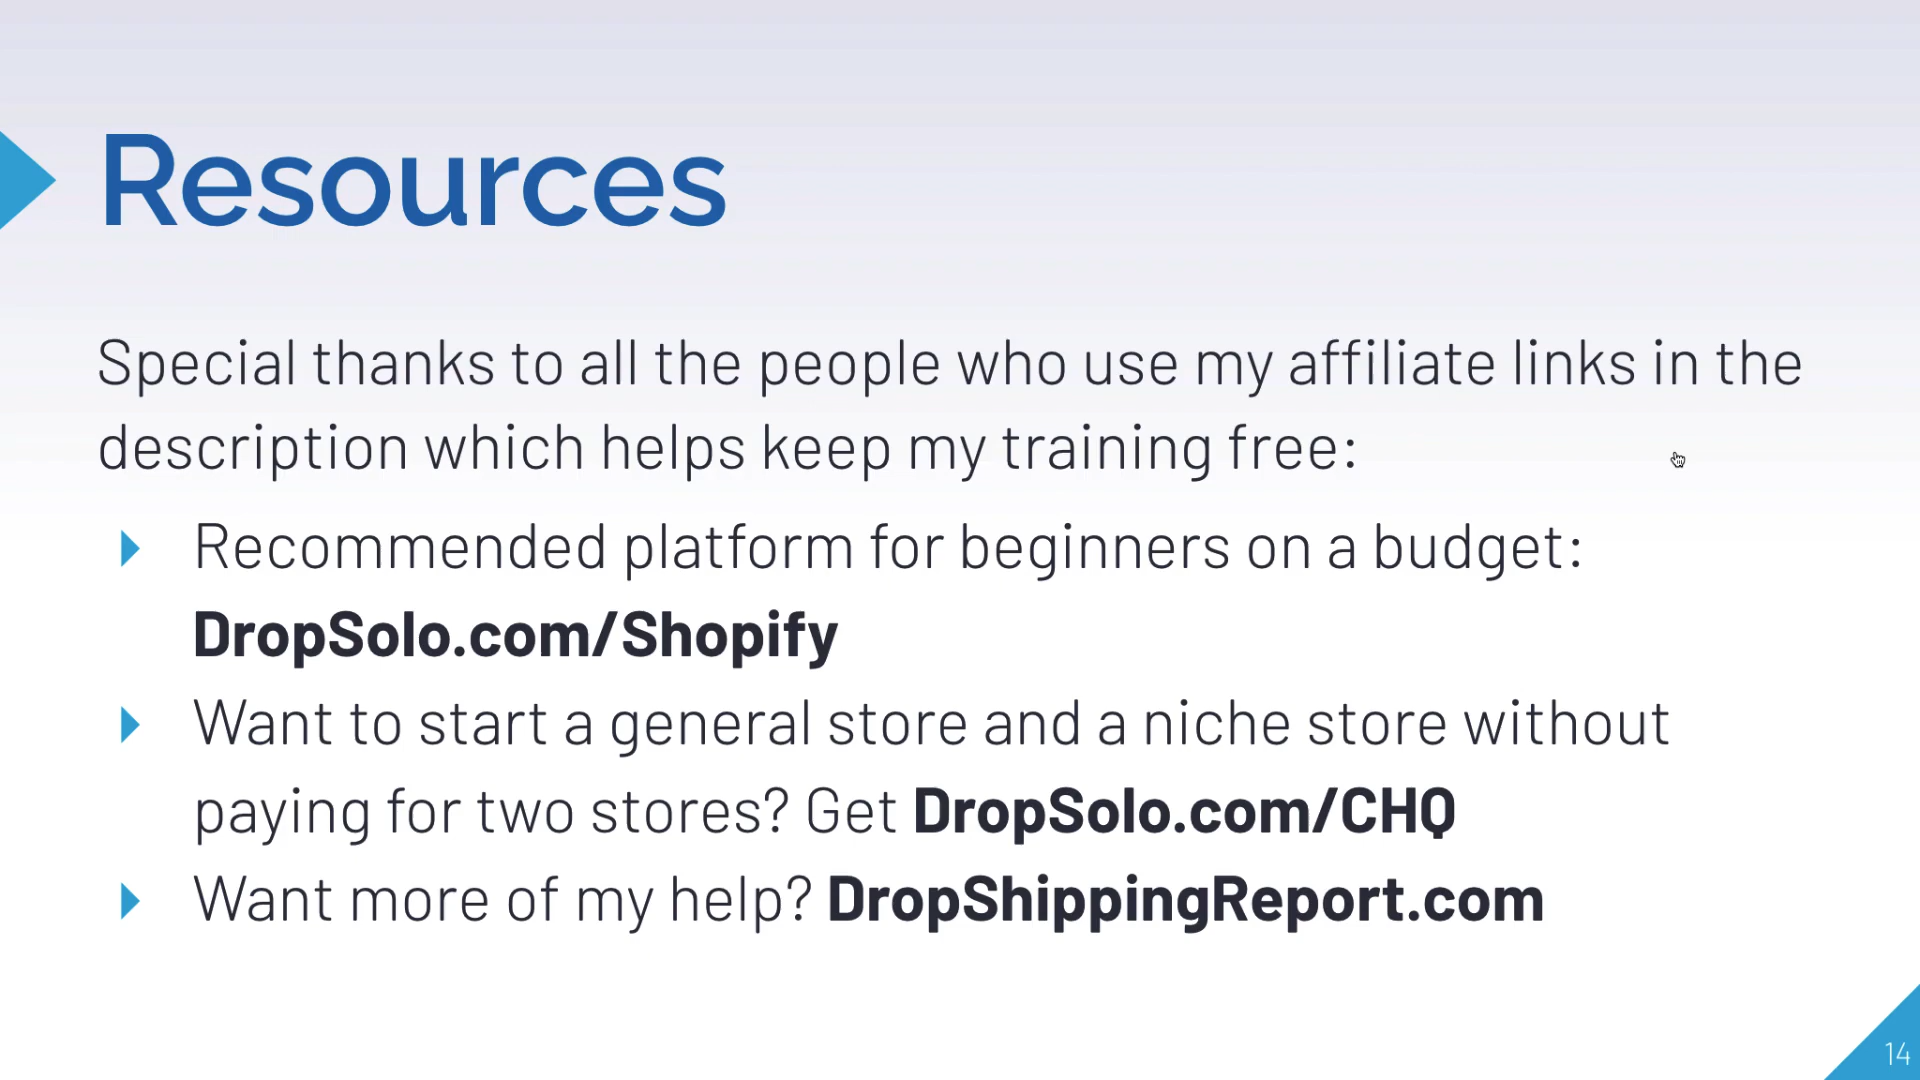 Resources
Special thanks to all the people who use my affiliate links in the
description which helps keep my training free:
Recommended platform for beginners on a budget:
DropSolo.com/Shopify
Want to start a general store and a niche store without
paying for two stores? Get DropSolo.com/CHQ
Want more of my help? DropShippingReport.com
14